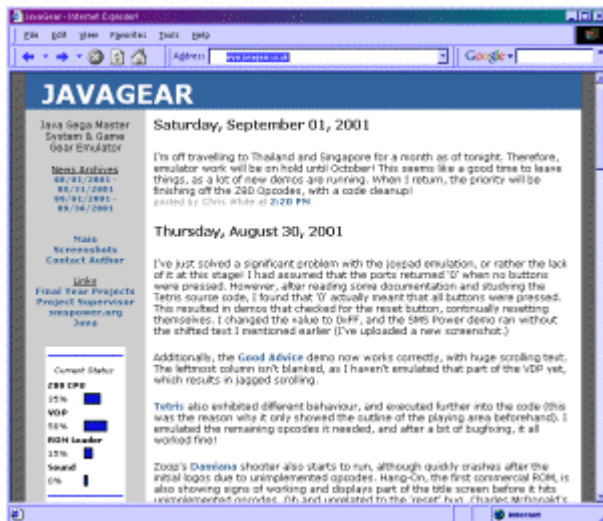 JavaGear - Internet Explorer
File Edit View Favorites Tools Help
Address
Google
JAVAGEAR
Java Sega Master
System & Game
Gear Emulator
News Archives
08/01/2001 -
08/31/2001
09/01/2001 -
09/30/2001
Main
Screenshots
Contact Author
Links
Final Year Projects
Project Supervisor
smspower.org
Java
Current Status
Z80 CPU
35%
VDP
50%
ROM Loader
15%
Sound
0%
Saturday, September 01, 2001
I'm off travelling to Thailand and Singapore for a month as of tonight. Therefore,
emulator work will be on hold until October! This seems like a good time to leave
things, as a lot of new demos are running. When I return, the priority will be
finishing off the Z80 Opcodes, with a code cleanup!
posted by Chris White at 2:20 PM
Thursday, August 30, 2001
I've just solved a significant problem with the joypad emulation, or rather the lack
of it at this stage! I had assumed that the ports returned '0' when no buttons
were pressed. However, after reading some documentation and studying the
Tetris source code, I found that '0' actually meant that all buttons were pressed.
This resulted in demos that checked for the reset button, continually resetting
themselves. I changed the value to 0xFF, and the SMS Power demo ran without
the shifted text I mentioned earlier (I've uploaded a new screenshot.)
Additionally, the Good Advice demo now works correctly, with huge scrolling text.
The leftmost column isn't blanked, as I haven't emulated that part of the VDP yet,
which results in jagged scrolling.
Tetris also exhibited different behaviour, and executed further into the code (this
was the reason why it only showed the outline of the playing area beforehand). I
emulated the remaining opcodes it needed, and after a bit of bugfixing, it all
worked fine!
Zoop's Damiana shooter also starts to run, although quickly crashes after the
initial logos due to unimplemented opcodes. Hang-On, the first commercial ROM, is
also showing signs of working and displays part of the title screen before it hits
unimplemented opcodes. Oh and unrelated to the 'reset' bug, Charles McDonald's
Internet